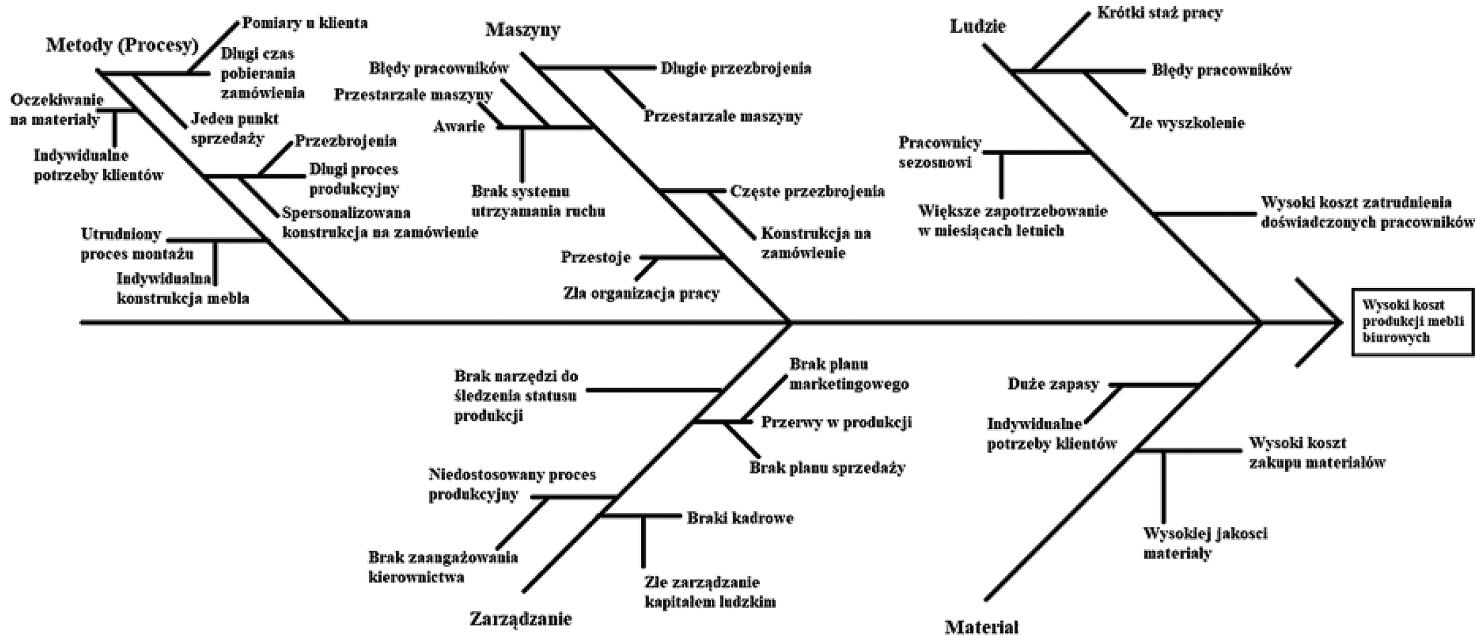 Metody (Procesy)
Pomiary u klienta
Długi czas
pobierania
zamówienia
Oczekiwanie
na materiały
Jeden punkt
sprzedaży
Indywidualne
potrzeby klientów
Przezbrojenia
Długi proces
produkcyjny
Spersonalizowana
konstrukcja na zamówienie
Utrudniony
proces montażu
Indywidualna
konstrukcja mebla
Maszyny
Błędy pracowników
Przestarzałe maszyny
Awarie
Długie przezbrojenia
Przestarzałe maszyny
Brak systemu
utrzyamania ruchu
Częste przezbrojenia
Konstrukcja na
zamówienie
Przestoje
Zła organizacja pracy
Ludzie
Krótki staż pracy
Błędy pracowników
Złe wyszkolenie
Pracownicy
sezosnowi
Większe zapotrzebowanie
w miesiącach letnich
Wysoki koszt zatrudnienia
doświadczonych pracowników
Wysoki koszt
produkcji mebli
biurowych
Brak narzędzi do
śledzenia statusu
produkcji
Brak planu
marketingowego
Przerwy w produkcji
Brak planu sprzedaży
Niedostosowany proces
produkcyjny
Brak zaangażowania
kierownictwa
Braki kadrowe
Złe zarządzanie
kapitałem ludzkim
Zarządzanie
Duże zapasy
Indywidualne
potrzeby klientów
Wysoki koszt
zakupu materiałów
Wysokiej jakosci
materiały
Materiał